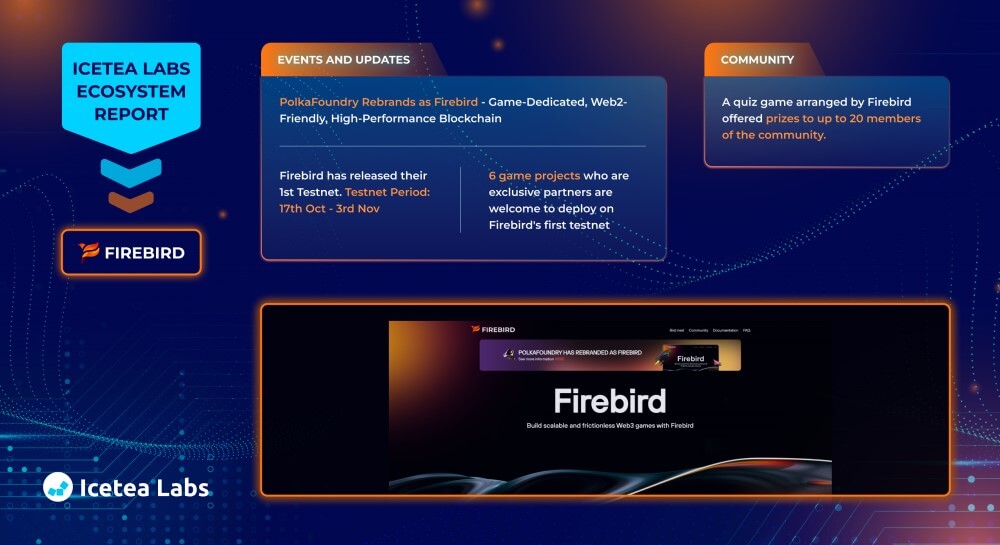 ICETEA LABS
ECOSYSTEM
REPORT
FIREBIRD
EVENTS AND UPDATES
PolkaFoundry Rebrands as Firebird - Game-Dedicated, Web2-
Friendly, High-Performance Blockchain
Firebird has released their
1st Testnet. Testnet Period:
17th Oct - 3rd Nov
6 game projects who are
exclusive partners are
welcome to deploy on
Firebird's first testnet
COMMUNITY
A quiz game arranged by Firebird
offered prizes to up to 20 members
of the community.
FIREBIRD
Community Documentation FAQ
POLKAFOUNDRY HAS REBRANDED AS FIREBIRD
See more information HERE
Firebird
Firebird
Build scalable and frictionless Web3 games with Firebird
Icetea Labs